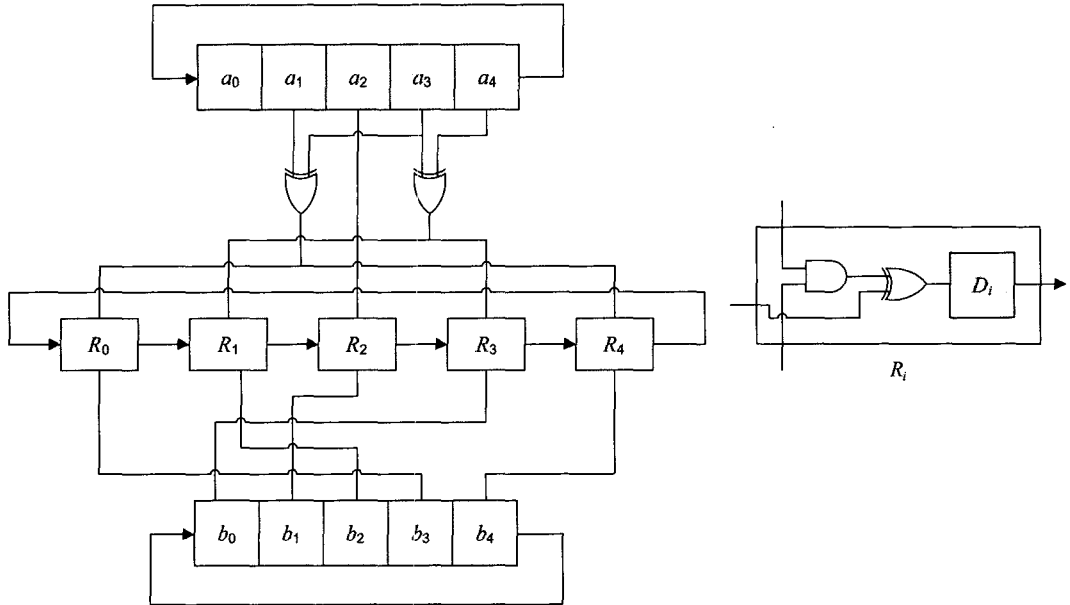 a₀ a₁ a₂ a₃ a₄
R₀ R₁ R₂ R₃ R₄
b₀ b₁ b₂ b₃ b₄
Dᵢ
Rᵢ